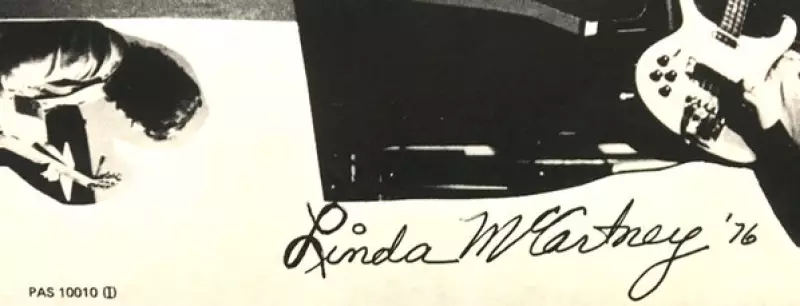 Linda McCartney '76
PAS 10010 (I)